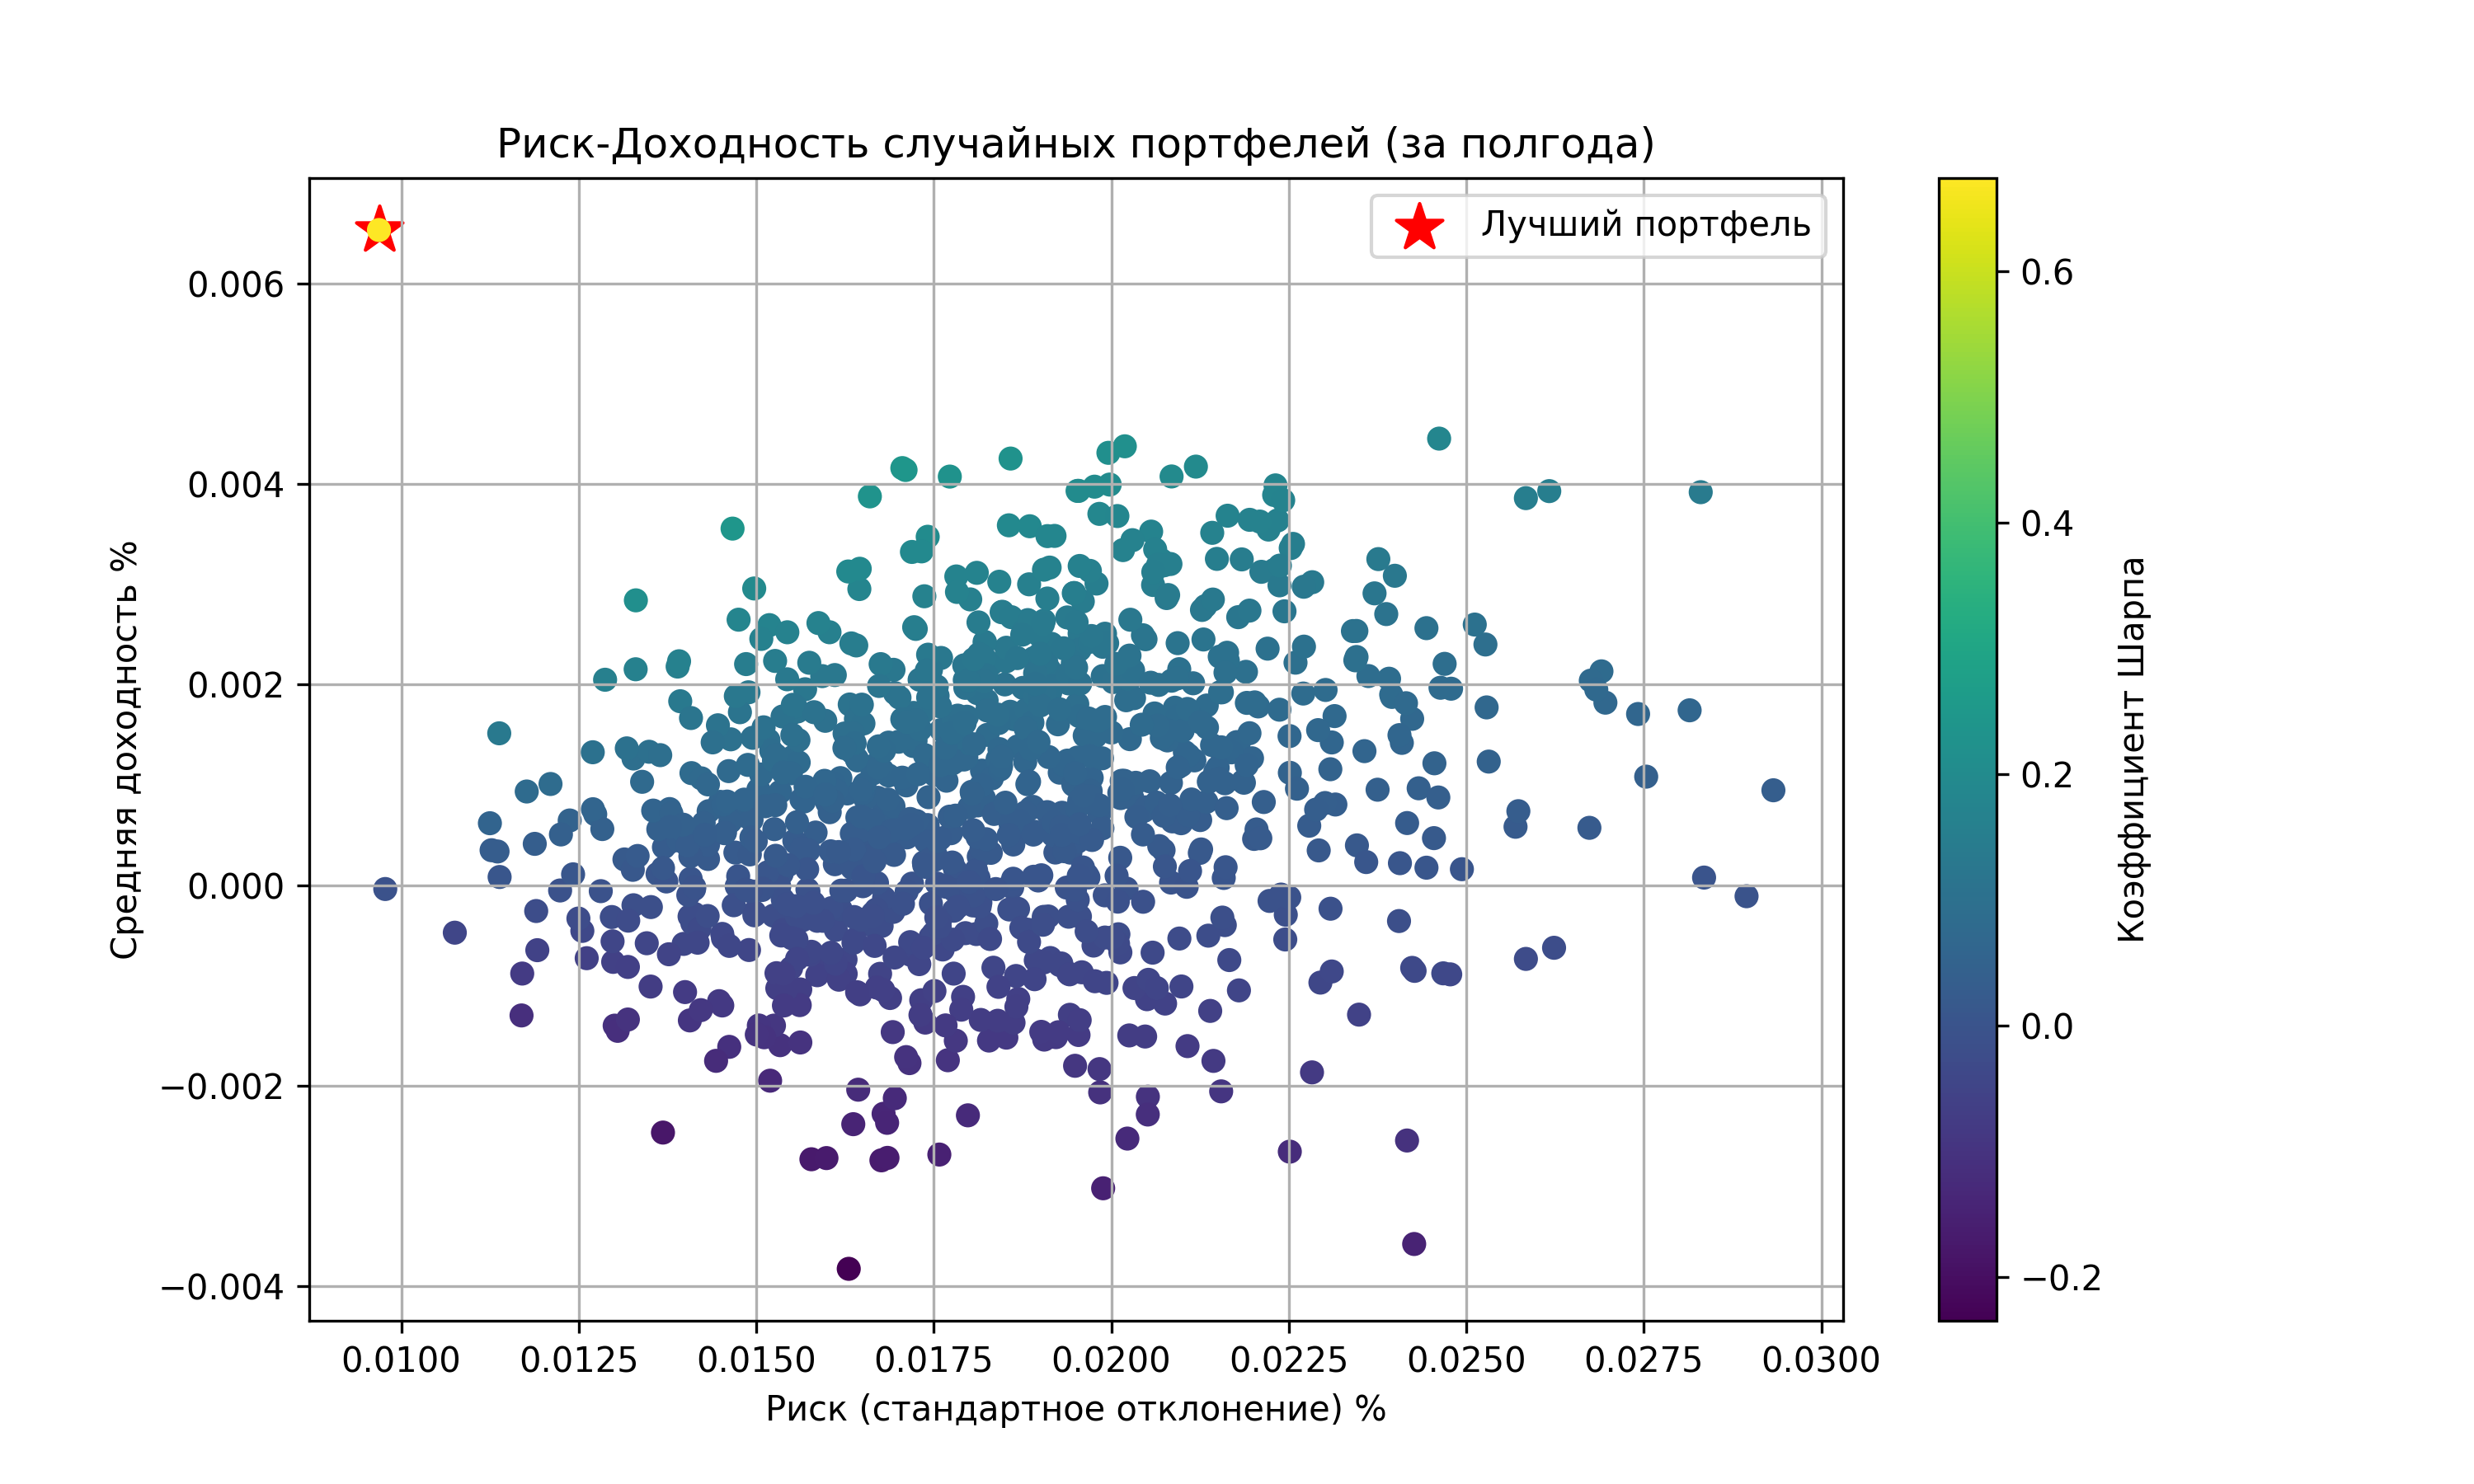 Риск-Доходность случайных портфелей (за полгода)
Лучший портфель
Средняя доходность %
0.006
0.004
0.002
0.000
−0.002
−0.004
0.0100 0.0125 0.0150 0.0175 0.0200 0.0225 0.0250 0.0275 0.0300
Риск (стандартное отклонение) %
0.6
0.4
0.2
0.0
−0.2
Коэффициент Шарпа